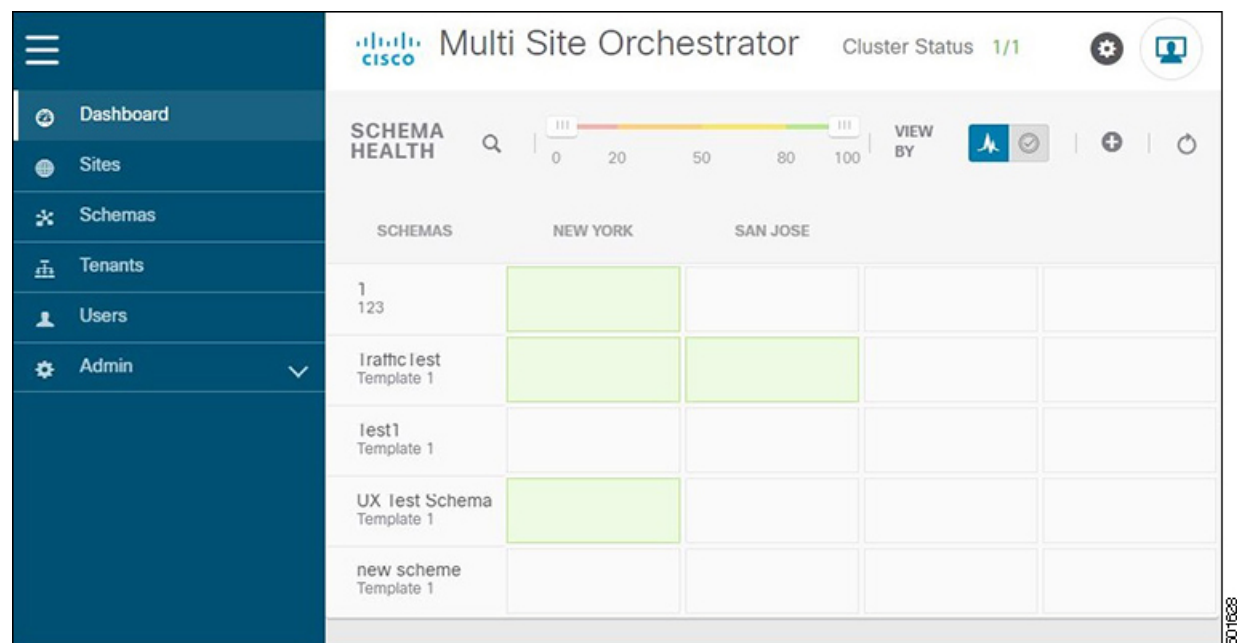 CISCO
Multi Site Orchestrator
Cluster Status 1/1
Dashboard
Sites
Schemas
Tenants
Users
Admin
SCHEMA
HEALTH
0 20 50 80 100
VIEW
BY
SCHEMAS NEW YORK SAN JOSE
1
123
TrafficTest
Template 1
Test1
Template 1
UX Test Schema
Template 1
new scheme
Template 1
501628